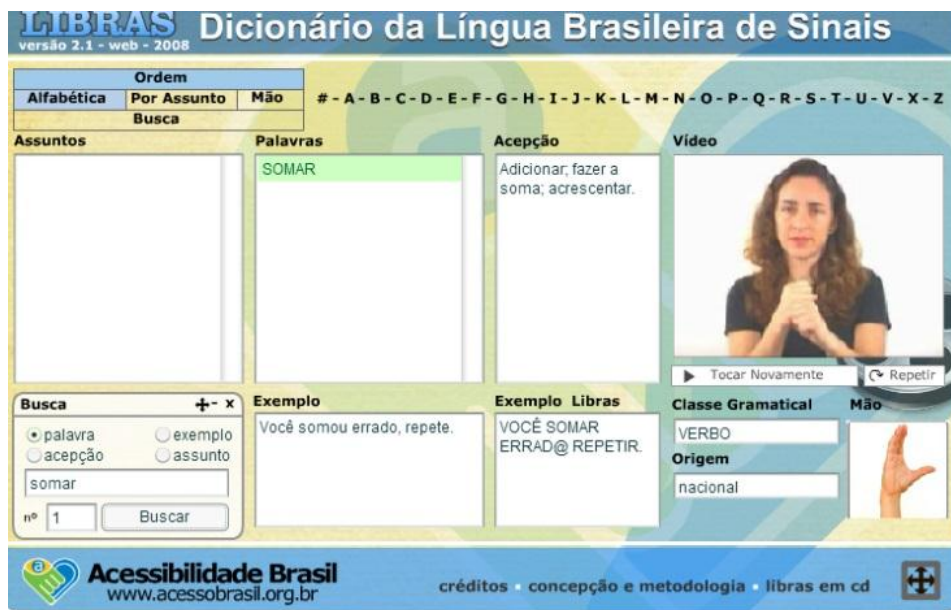 LIBRAS
versão 2.1 - web - 2008
Dicionário da Língua Brasileira de Sinais
Ordem
Alfabética Por Assunto Mão
Busca
# - A - B - C - D - E - F - G - H - I - J - K - L - M - N - O - P - Q - R - S - T - U - V - X - Z
Assuntos
Palavras
SOMAR
Acepção
Adicionar; fazer a
soma; acrescentar.
Vídeo
Tocar Novamente
Repetir
Busca
- x
palavra exemplo
acepção assunto
somar
nº 1 Buscar
Exemplo
Você somou errado, repete.
Exemplo Libras
VOCÊ SOMAR
ERRAD@ REPETIR.
Classe Gramatical
VERBO
Origem
nacional
Mão
a
Acessibilidade Brasil
www.acessobrasil.org.br
créditos - concepção e metodologia - libras em cd